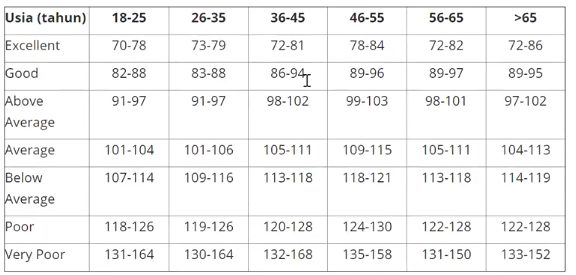 Usia (tahun) 18-25 26-35 36-45 46-55 56-65 >65
Excellent 70-78 73-79 72-81 78-84 72-82 72-86
Good 82-88 83-88 86-94 89-96 89-97 89-95
Above Average 91-97 91-97 98-102 99-103 98-101 97-102
Average 101-104 101-106 105-111 109-115 105-111 104-113
Below Average 107-114 109-116 113-118 118-121 113-118 114-119
Poor 118-126 119-126 120-128 124-130 122-128 122-128
Very Poor 131-164 130-164 132-168 135-158 131-150 133-152